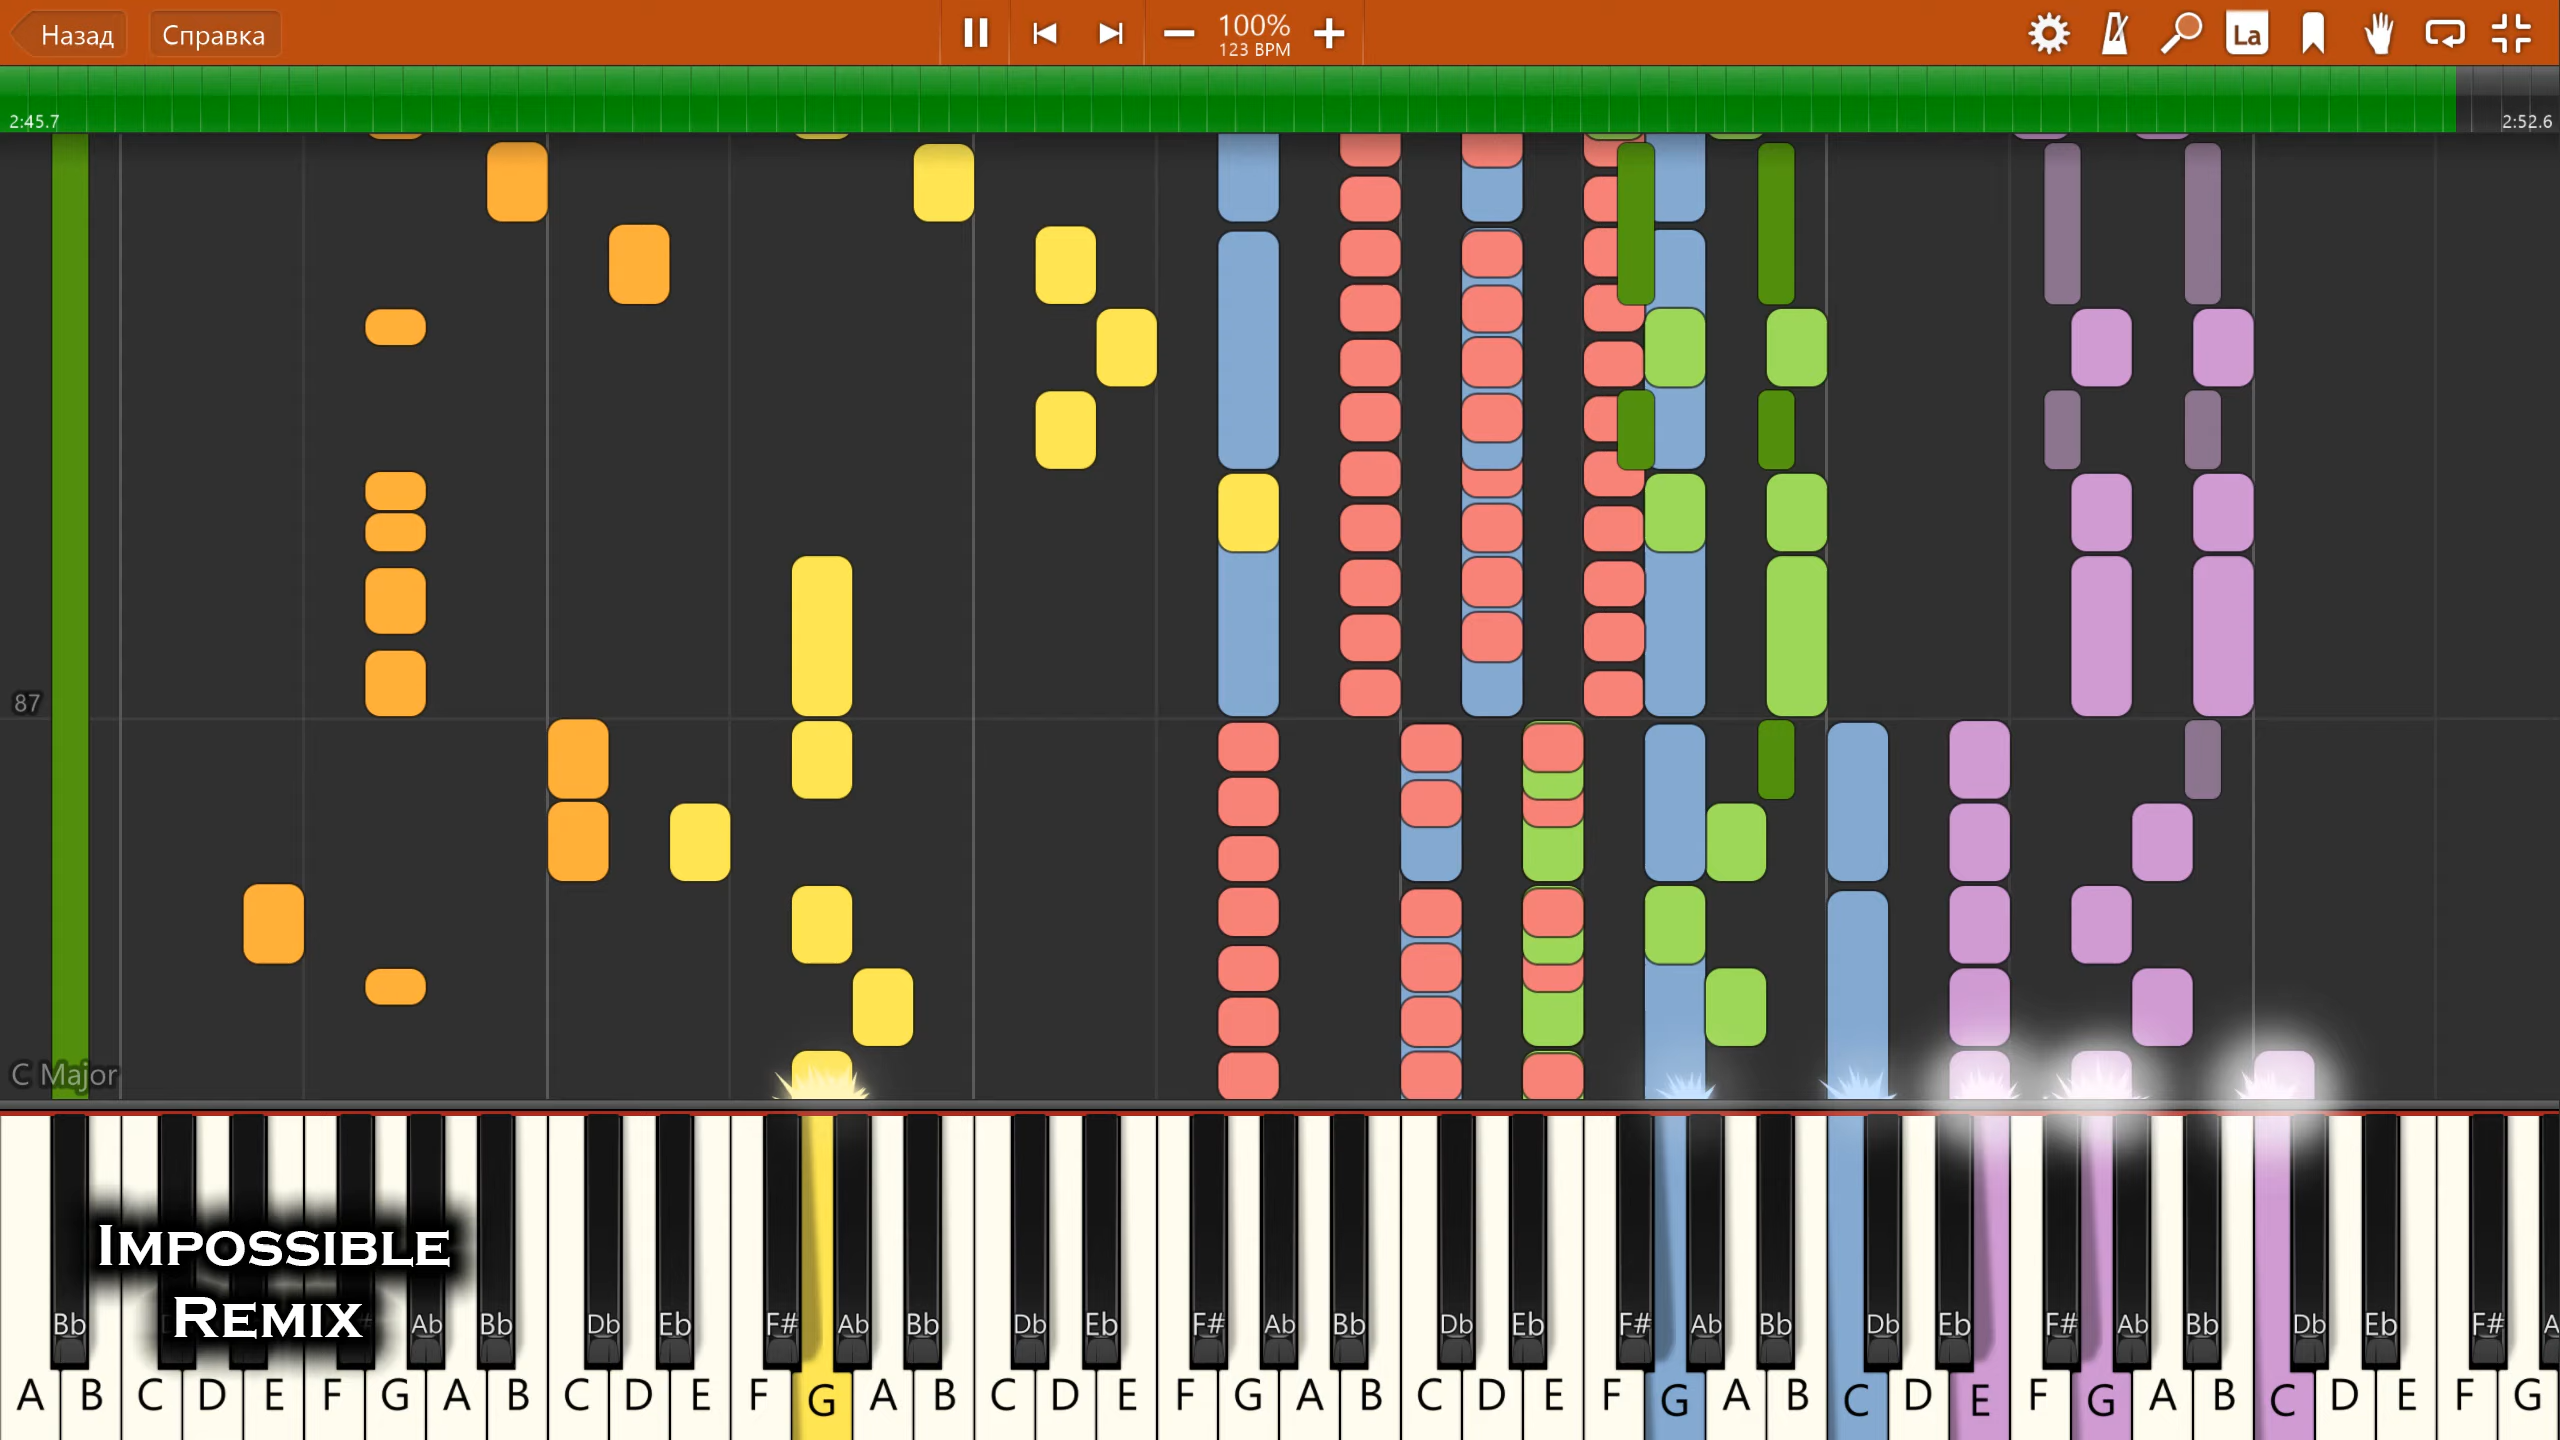 Назад Справка 100% La
123 BPM
2:45.7 2:52.6
87
C Major
Impossible
Remix
Bb Ab Bb Db Eb F# Ab Bb Db Eb F# Ab Bb Db Eb F# Ab Bb Db Eb F# Ab Bb Db Eb F# A
A B C D E F G A B C D E F G A B C D E F G A B C D E F G A B C D E F G A B C D E F G